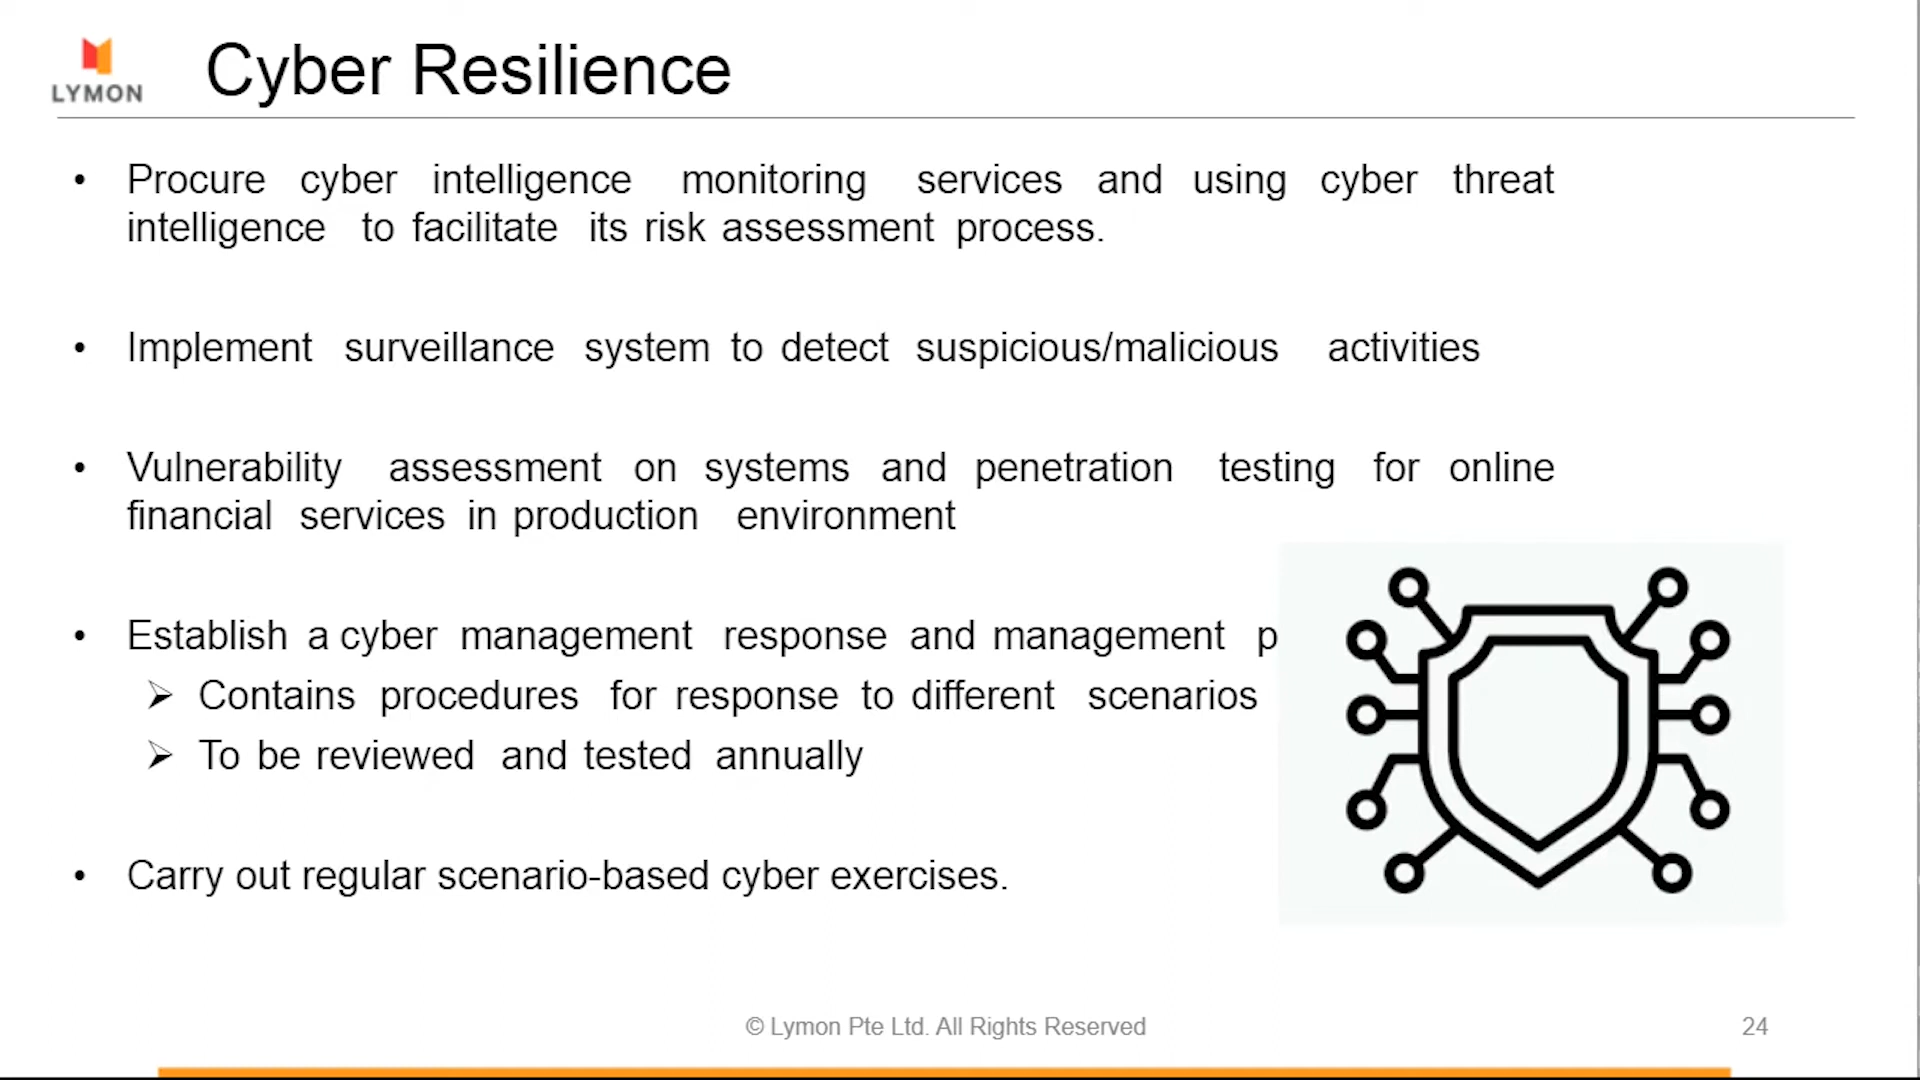 LYMON
Cyber Resilience
• Procure cyber intelligence monitoring services and using cyber threat
intelligence to facilitate its risk assessment process.
• Implement surveillance system to detect suspicious/malicious activities
• Vulnerability assessment on systems and penetration testing for online
financial services in production environment
• Establish a cyber management response and management p
➢ Contains procedures for response to different scenarios
➢ To be reviewed and tested annually
• Carry out regular scenario-based cyber exercises.
© Lymon Pte Ltd. All Rights Reserved
24